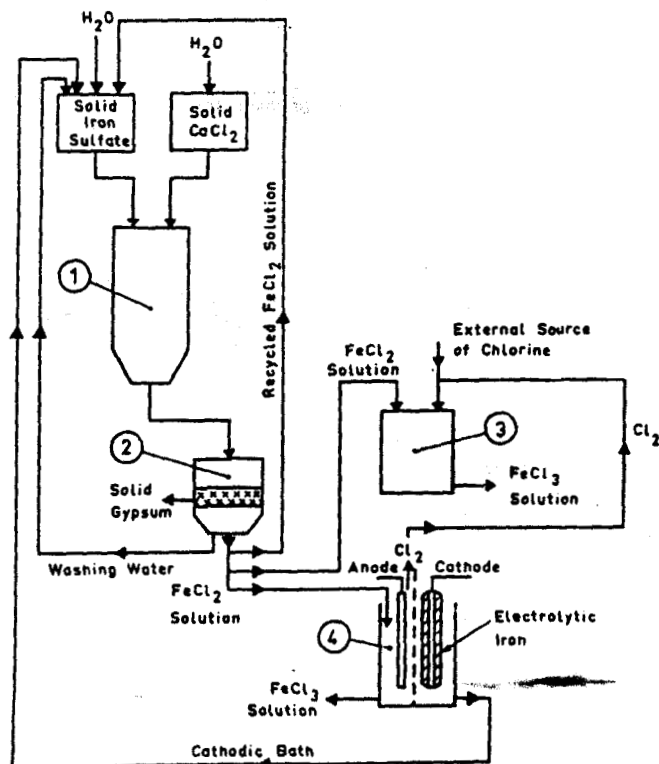 H2O
H2O
Solid
Iron
Sulfate
Solid
CaCl2
1
Recycled FeCl2 Solution
External Source
of Chlorine
FeCl2
Solution
3
Cl2
2
FeCl3
Solution
Solid
Gypsum
Washing Water
Cl2
Anode
Cathode
FeCl2
Solution
4
Electrolytic
Iron
FeCl3
Solution
Cathodic Bath